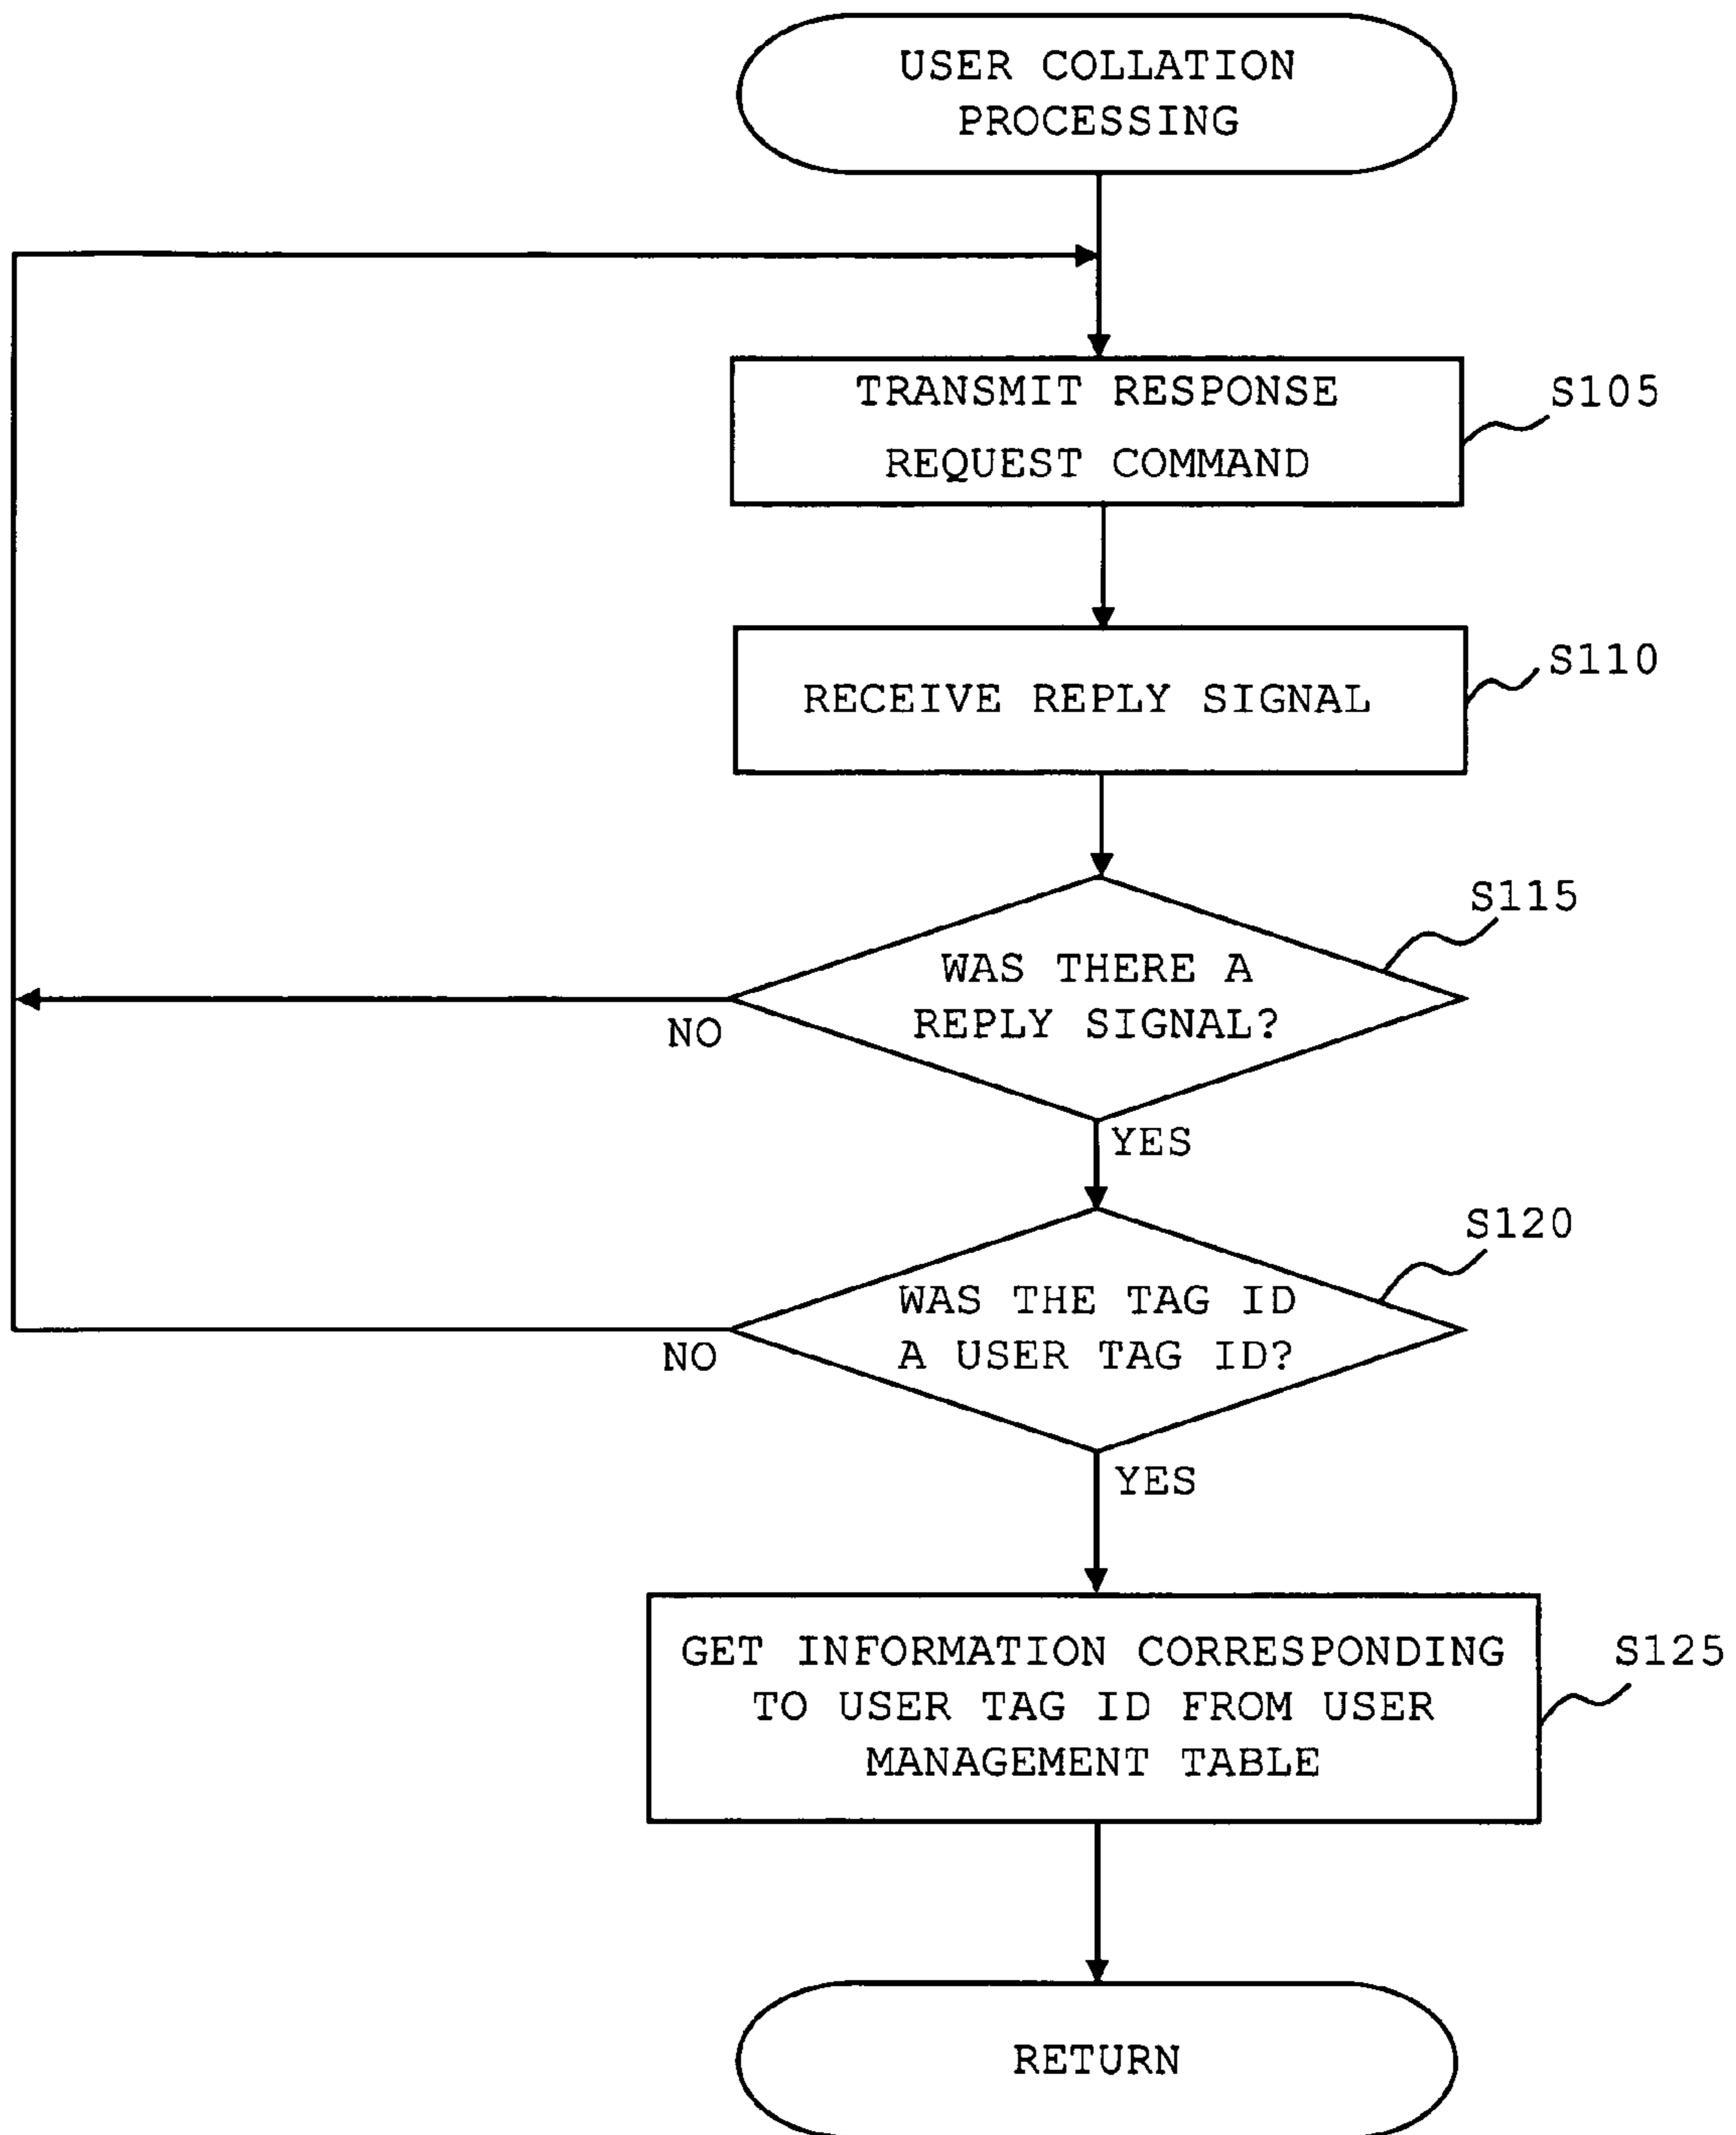 USER COLLATION
PROCESSING
TRANSMIT RESPONSE
REQUEST COMMAND
S105
RECEIVE REPLY SIGNAL
S110
S115
WAS THERE A
REPLY SIGNAL?
NO
YES
S120
WAS THE TAG ID
A USER TAG ID?
NO
YES
GET INFORMATION CORRESPONDING
TO USER TAG ID FROM USER
MANAGEMENT TABLE
S125
RETURN